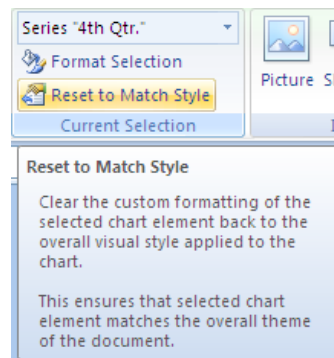 Series "4th Qtr."
Format Selection
Reset to Match Style
Current Selection
Picture
Reset to Match Style
Clear the custom formatting of the
selected chart element back to the
overall visual style applied to the
chart.
This ensures that selected chart
element matches the overall theme
of the document.